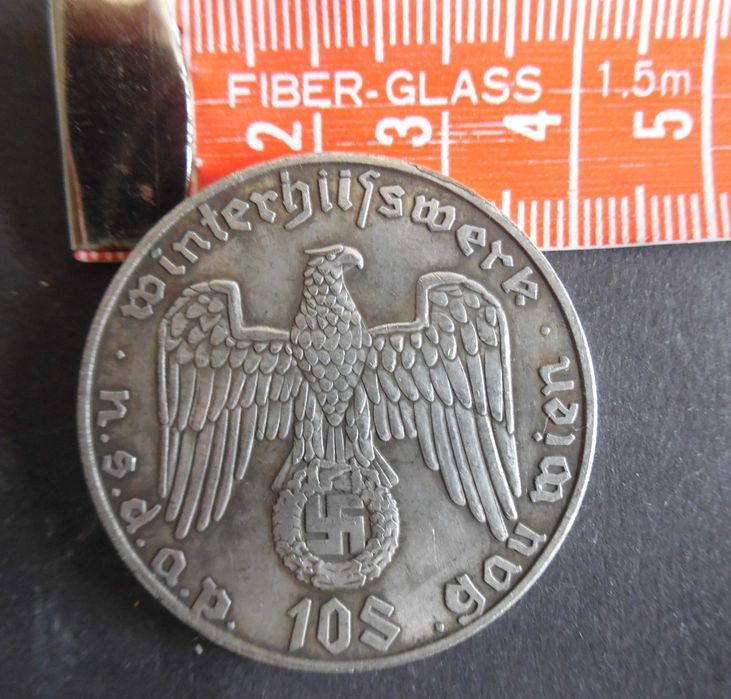 FIBER-GLASS 1.5m
2 3 4 5
winterhilfswerk · gau wien ·
n.s.d.a.p.
10S